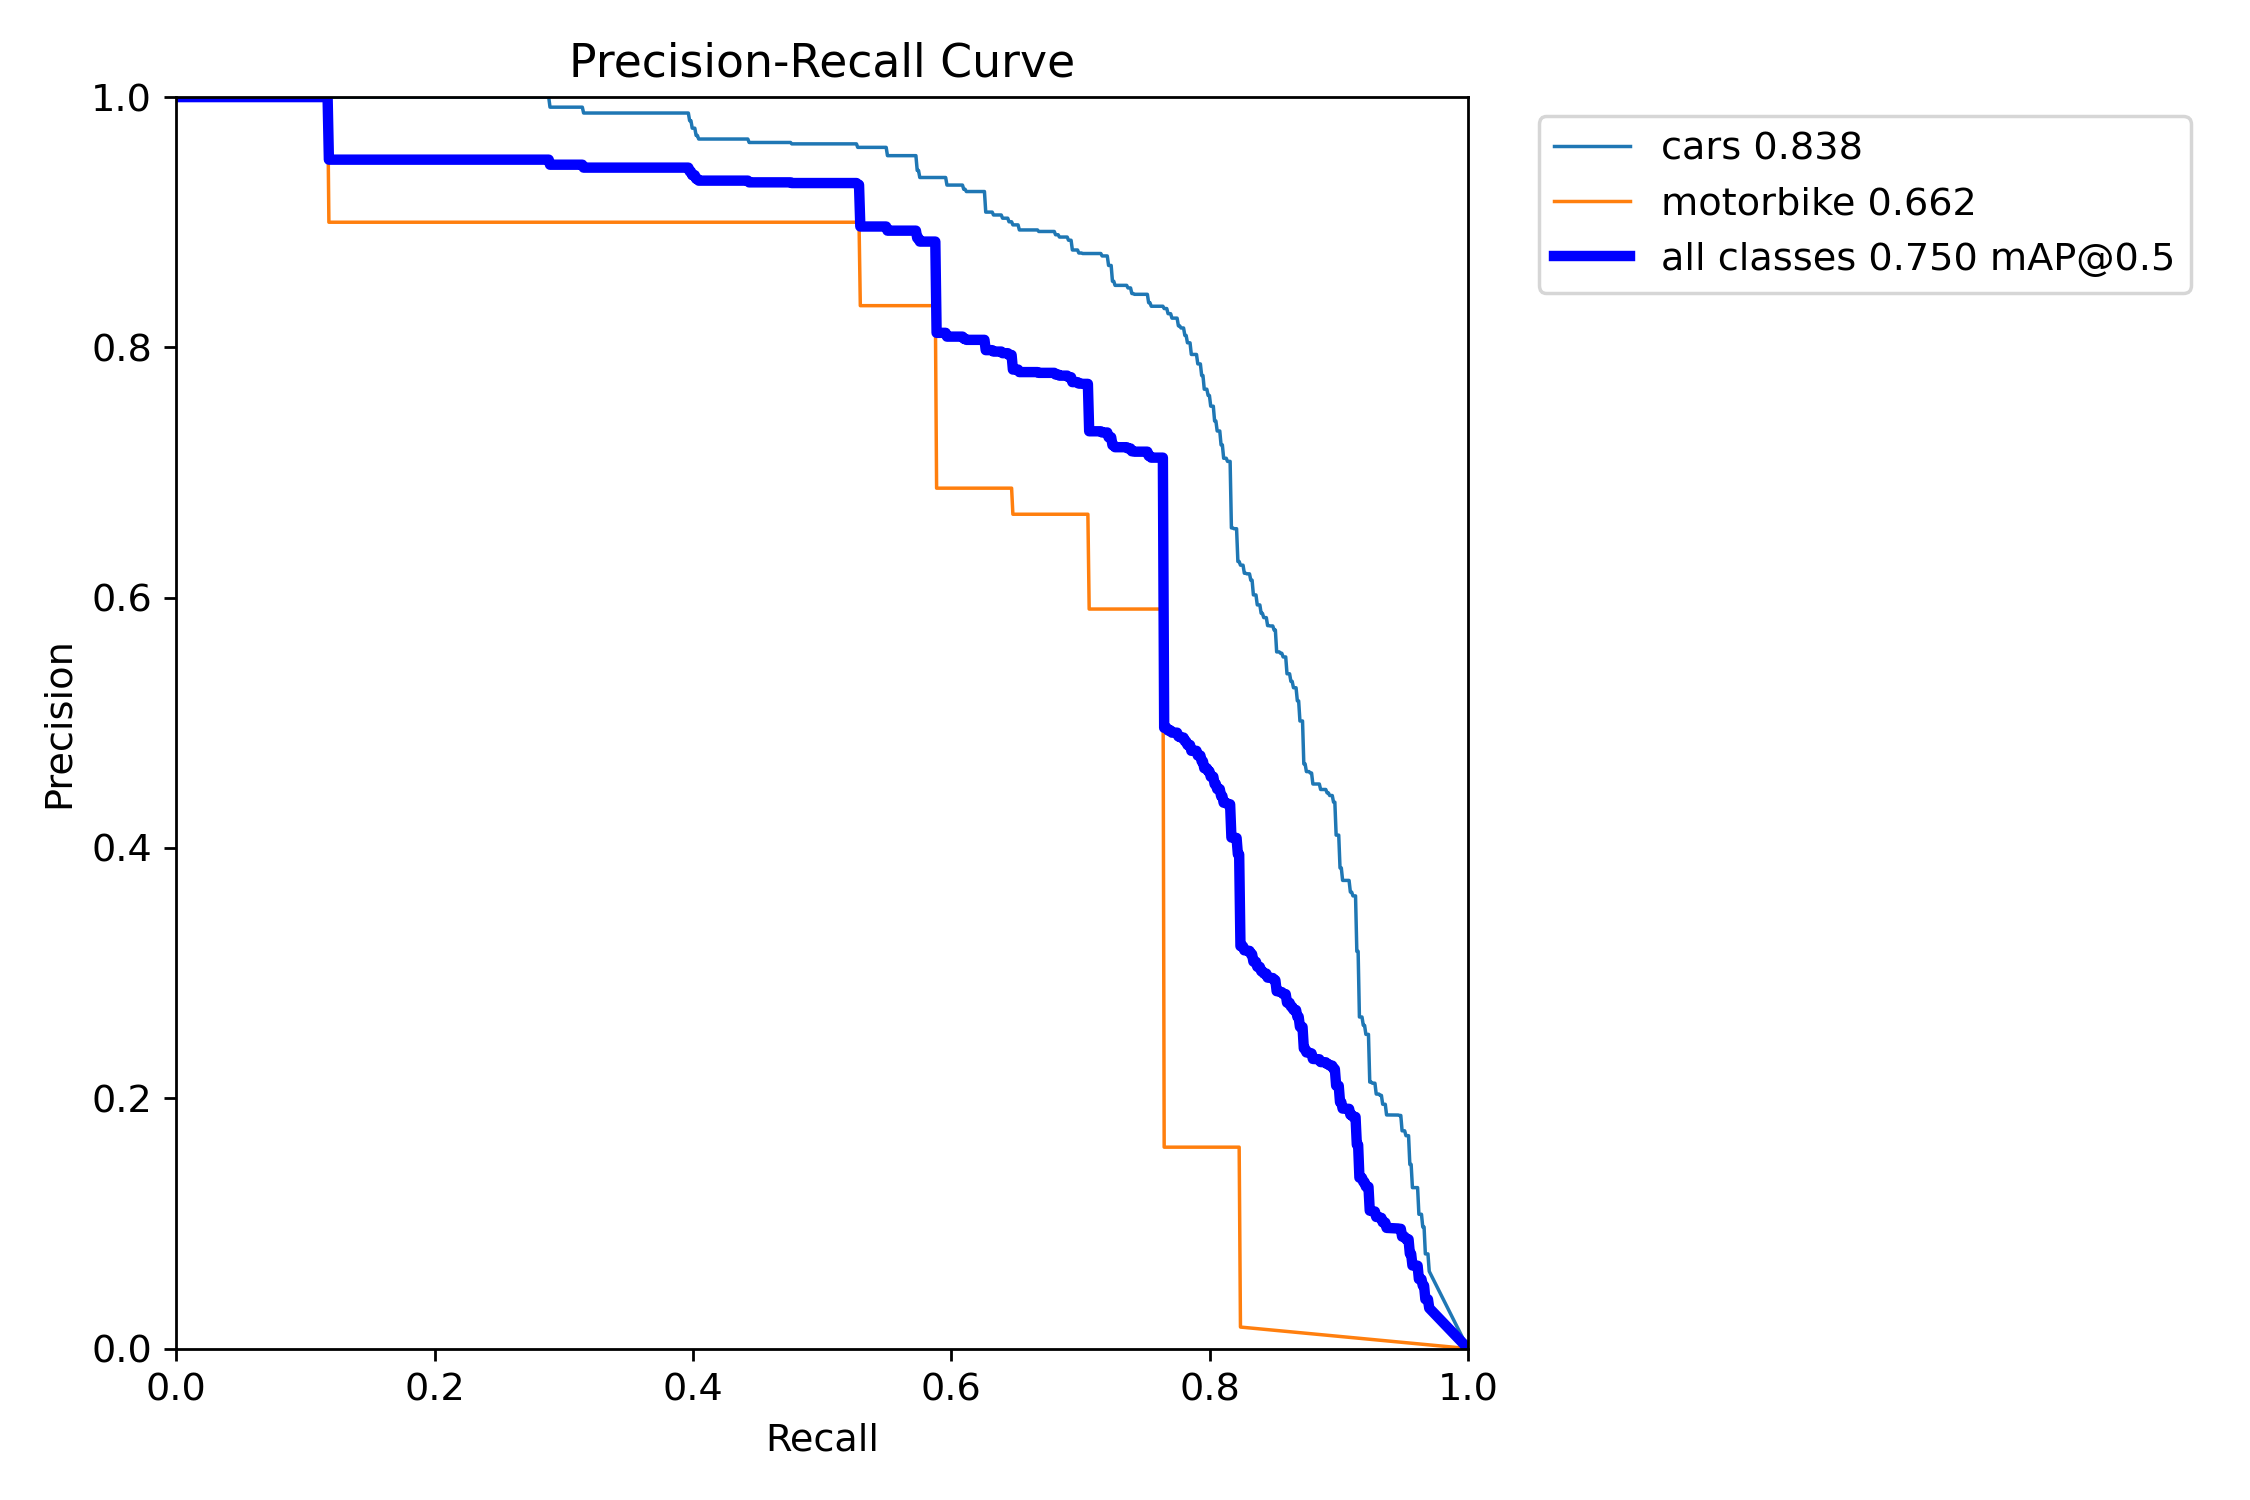 Precision-Recall Curve
1.0
0.8
0.6
0.4
0.2
0.0
Precision
0.0 0.2 0.4 0.6 0.8 1.0
Recall
cars 0.838
motorbike 0.662
all classes 0.750 mAP@0.5